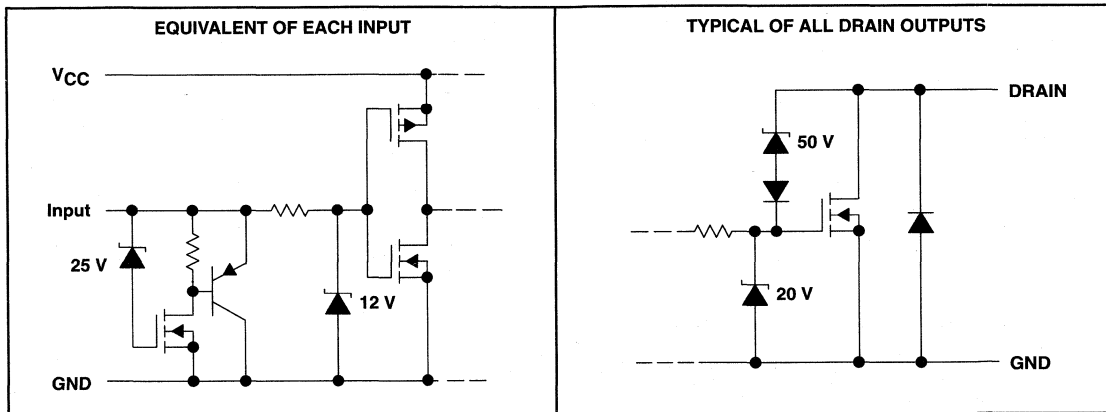 EQUIVALENT OF EACH INPUT
VCC
Input
25 V
12 V
GND
TYPICAL OF ALL DRAIN OUTPUTS
DRAIN
50 V
20 V
GND